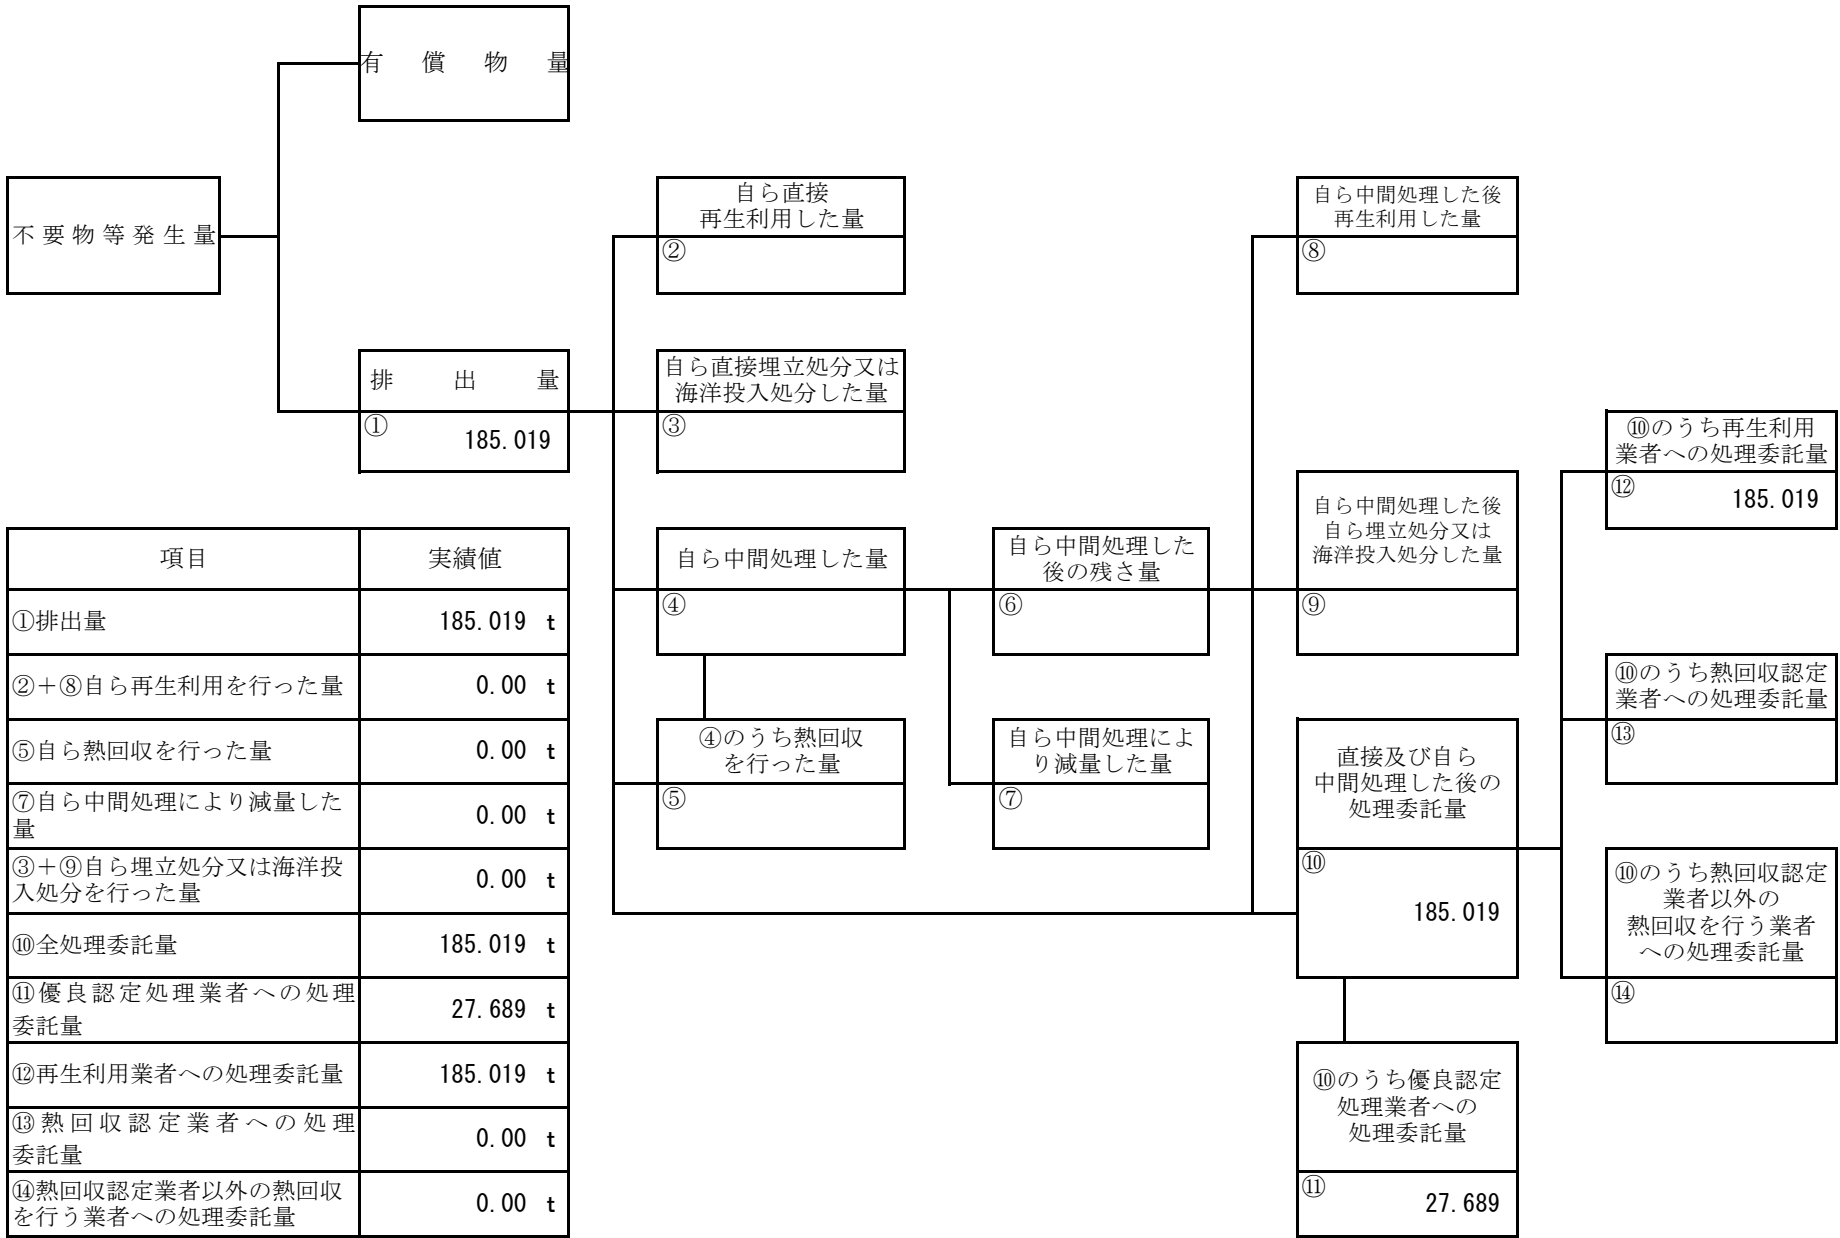 有償物量
不要物等発生量
自ら直接
再生利用した量
②
自ら中間処理した後
再生利用した量
⑧
排出量
①
185.019
自ら直接埋立処分又は
海洋投入処分した量
③
⑩のうち再生利用
業者への処理委託量
⑫
185.019
自ら中間処理した量
④
自ら中間処理した
後の残さ量
⑥
自ら中間処理した後
自ら埋立処分又は
海洋投入処分した量
⑨
④のうち熱回収
を行った量
⑤
自ら中間処理によ
り減量した量
⑦
直接及び自ら
中間処理した後の
処理委託量
⑩
185.019
⑩のうち熱回収認定
業者への処理委託量
⑬
⑩のうち熱回収認定
業者以外の
熱回収を行う業者
への処理委託量
⑭
⑩のうち優良認定
処理業者への
処理委託量
⑪
27.689
項目 実績値
①排出量 185.019 t
②＋⑧自ら再生利用を行った量 0.00 t
⑤自ら熱回収を行った量 0.00 t
⑦自ら中間処理により減量した
量 0.00 t
③＋⑨自ら埋立処分又は海洋投
入処分を行った量 0.00 t
⑩全処理委託量 185.019 t
⑪優良認定処理業者への処理
委託量 27.689 t
⑫再生利用業者への処理委託量 185.019 t
⑬熱回収認定業者への処理
委託量 0.00 t
⑭熱回収認定業者以外の熱回収
を行う業者への処理委託量 0.00 t